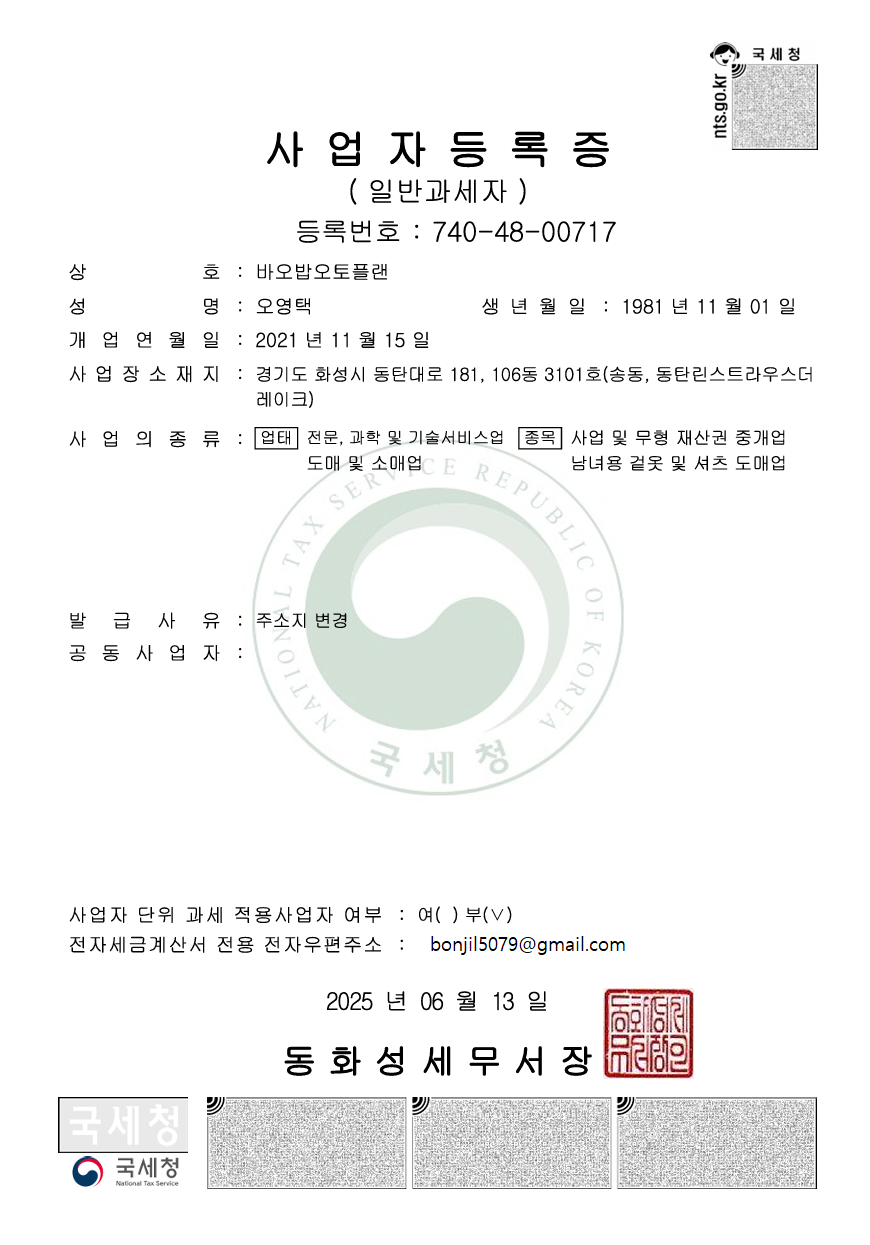 국세청
nts.go.kr
사업자등록증
( 일반과세자 )
등록번호 : 740-48-00717
상 호 : 바오밥오토플랜
성 명 : 오영택 생 년 월 일 : 1981 년 11 월 01 일
개 업 연 월 일 : 2021 년 11 월 15 일
사 업 장 소 재 지 : 경기도 화성시 동탄대로 181, 106동 3101호(송동, 동탄린스트라우스더
레이크)
사 업 의 종 류 : 업태 전문, 과학 및 기술서비스업 종목 사업 및 무형 재산권 중개업
도매 및 소매업 남녀용 겉옷 및 셔츠 도매업
NATIONAL TAX SERVICE REPUBLIC OF KOREA
발 급 사 유 : 주소지 변경
공 동 사 업 자 :
국세청
사업자 단위 과세 적용사업자 여부 : 여( ) 부(∨)
전자세금계산서 전용 전자우편주소 : bonjil5079@gmail.com
2025 년 06 월 13 일
동화성세무서장
국세청
국세청
National Tax Service